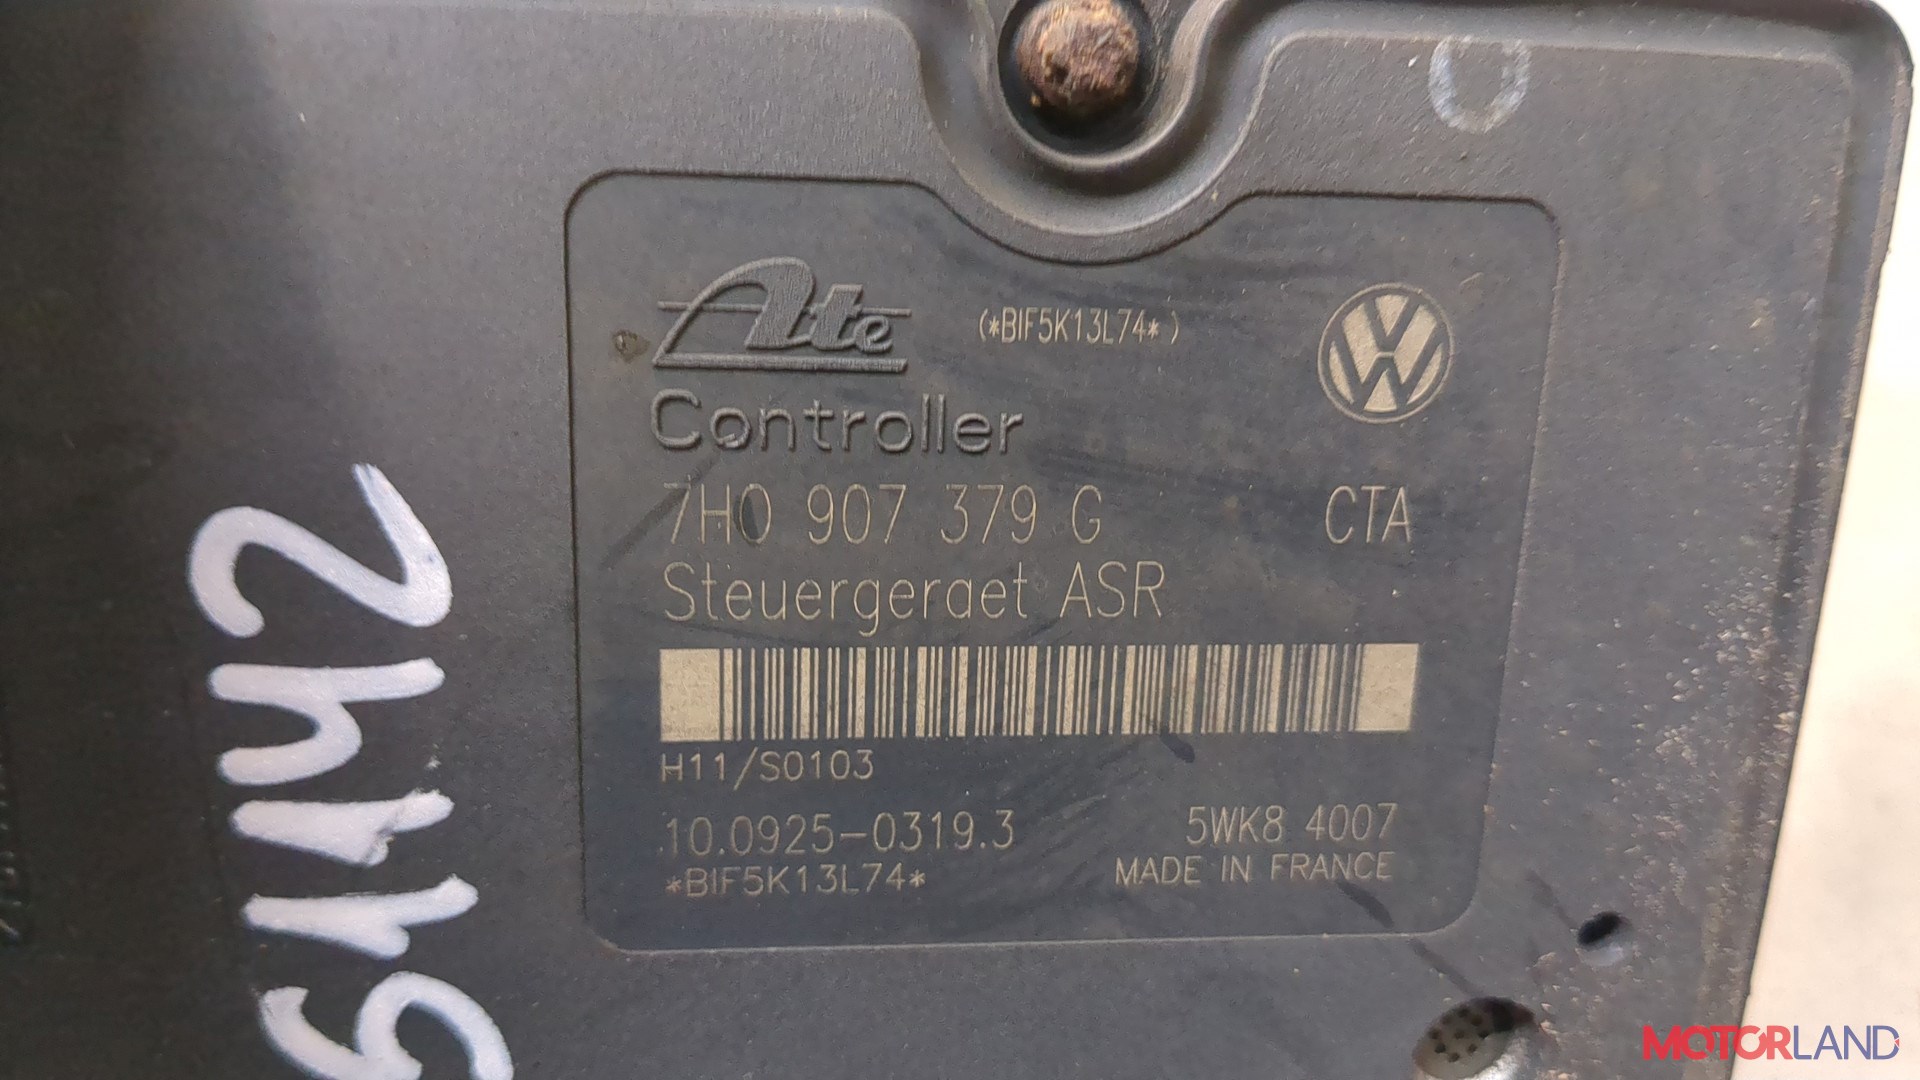 Ate
(*BIF5K13L74*)
Controller
7H0 907 379 G CTA
Steuergeraet ASR
H11/S0103
10.0925-0319.3 5WK8 4007
*BIF5K13L74* MADE IN FRANCE
MOTORLAND